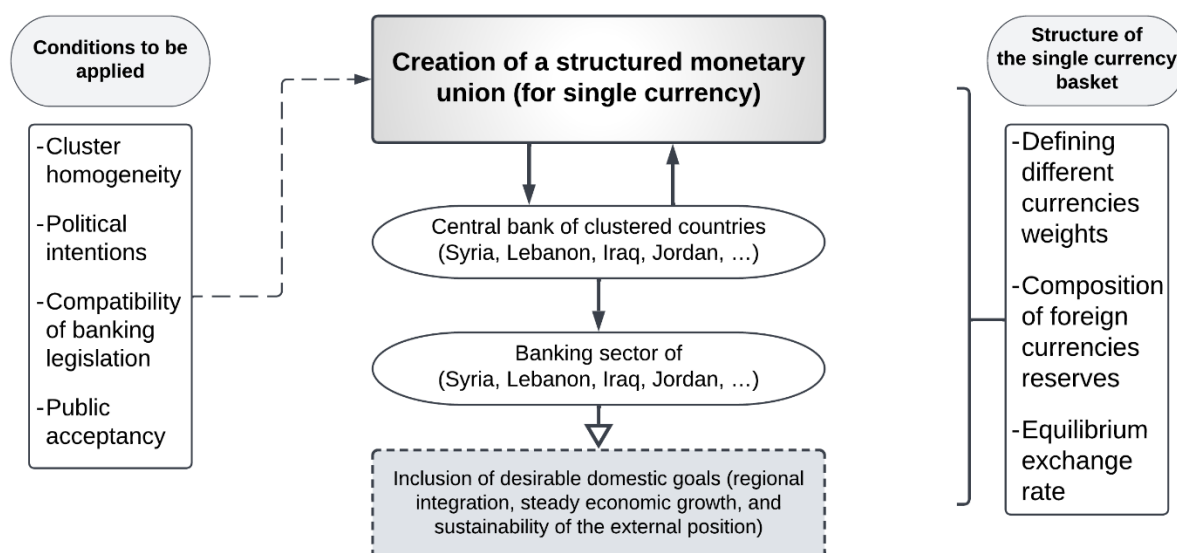 Conditions to be
applied
-Cluster
homogeneity
-Political
intentions
-Compatibility
of banking
legislation
-Public
acceptancy
Creation of a structured monetary
union (for single currency)
Central bank of clustered countries
(Syria, Lebanon, Iraq, Jordan, …)
Banking sector of
(Syria, Lebanon, Iraq, Jordan, …)
Inclusion of desirable domestic goals (regional
integration, steady economic growth, and
sustainability of the external position)
Structure of
the single currency
basket
-Defining
different
currencies
weights
-Composition
of foreign
currencies
reserves
-Equilibrium
exchange
rate